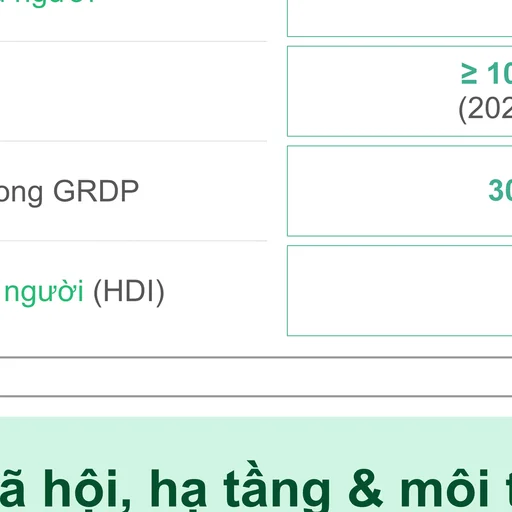 người
≥ 10
(202
ong GRDP
30
người (HDI)
ã hội, hạ tầng & môi t